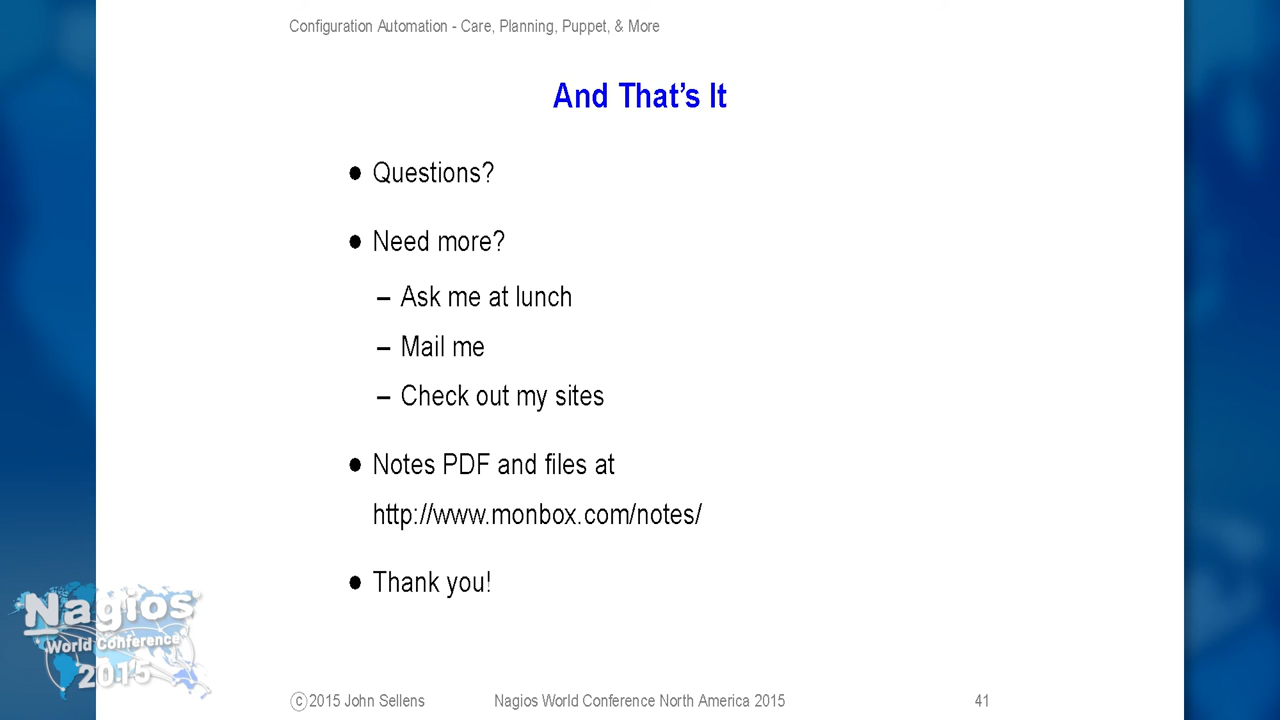 Configuration Automation - Care, Planning, Puppet, & More
And That's It
● Questions?
● Need more?
– Ask me at lunch
– Mail me
– Check out my sites
● Notes PDF and files at
http://www.monbox.com/notes/
● Thank you!
Nagios
World Conference
2015
©2015 John Sellens Nagios World Conference North America 2015 41